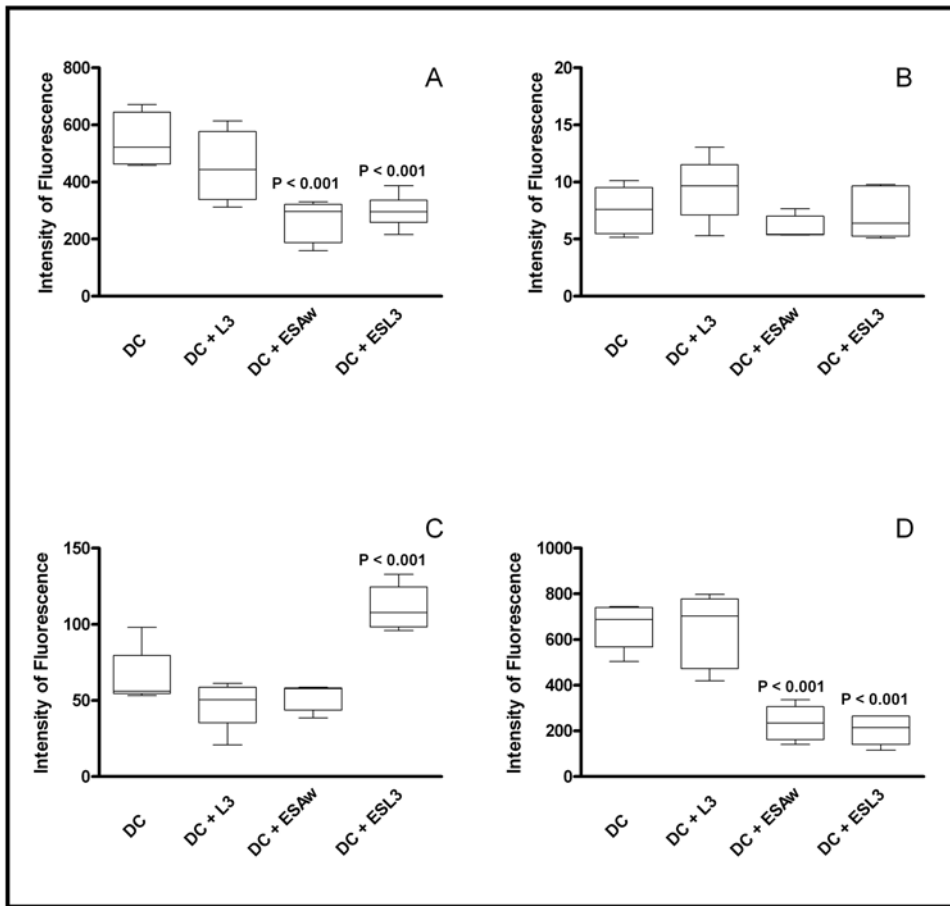 A
Intensity of Fluorescence
800
600
400
200
0
P < 0.001
P < 0.001
DC
DC + L3
DC + ESAw
DC + ESL3
B
Intensity of Fluorescence
20
15
10
5
0
DC
DC + L3
DC + ESAw
DC + ESL3
C
Intensity of Fluorescence
150
100
50
0
P < 0.001
DC
DC + L3
DC + ESAw
DC + ESL3
D
Intensity of Fluorescence
1000
800
600
400
200
0
P < 0.001
P < 0.001
DC
DC + L3
DC + ESAw
DC + ESL3